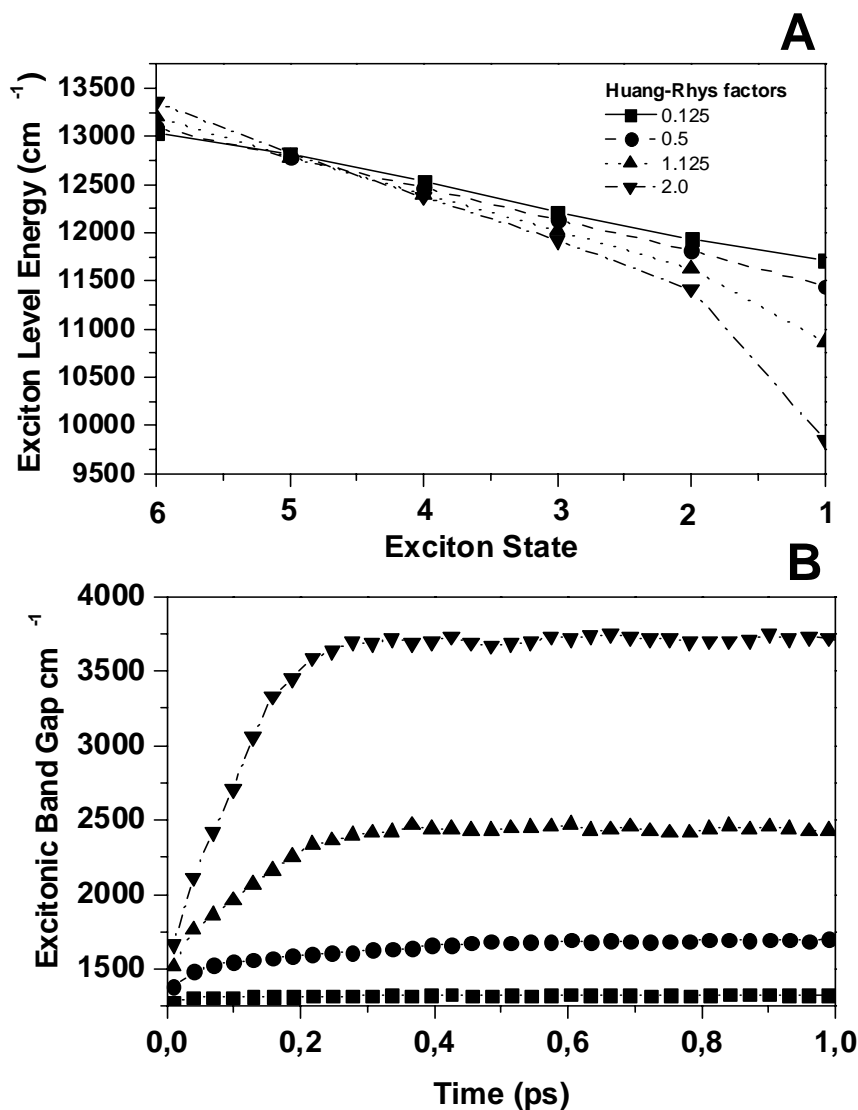 A
Exciton Level Energy (cm⁻¹)
13500
13000
12500
12000
11500
11000
10500
10000
9500
Huang-Rhys factors
0.125
0.5
1.125
2.0
6 5 4 3 2 1
Exciton State
B
Excitonic Band Gap cm⁻¹
4000
3500
3000
2500
2000
1500
0,0 0,2 0,4 0,6 0,8 1,0
Time (ps)